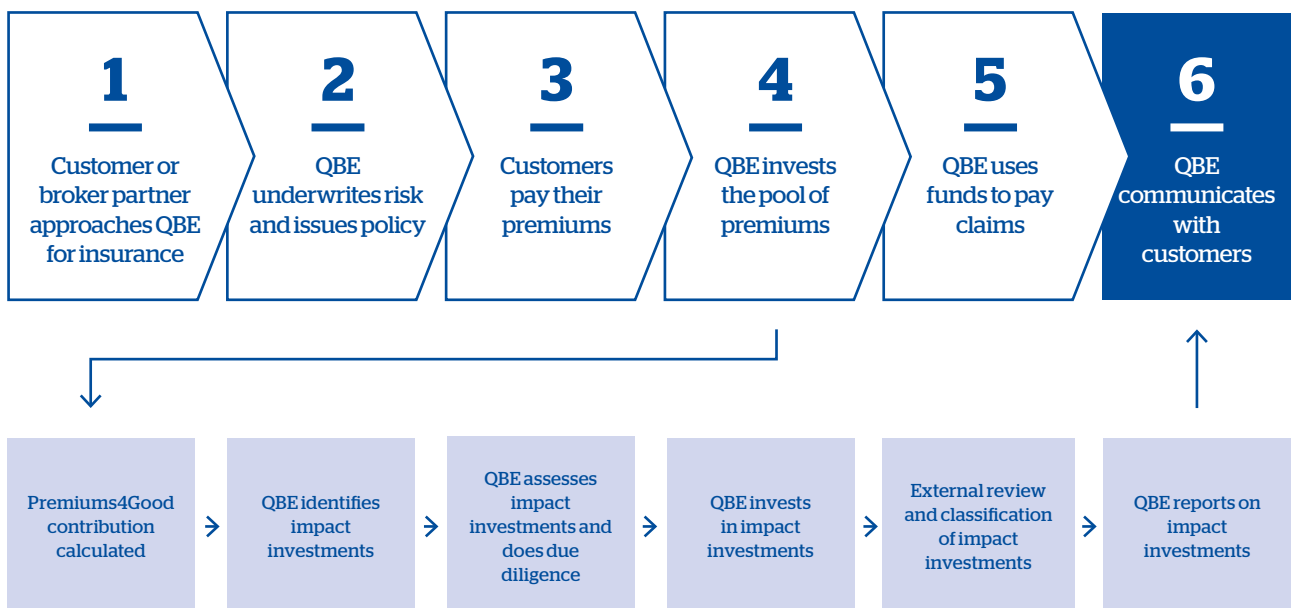 1
Customer or
broker partner
approaches QBE
for insurance
2
QBE
underwrites risk
and issues policy
3
Customers
pay their
premiums
4
QBE invests
the pool of
premiums
5
QBE uses
funds to pay
claims
6
QBE
communicates
with
customers
Premiums4Good
contribution
calculated
QBE identifies
impact
investments
QBE assesses
impact
investments and
does due
diligence
QBE invests
in impact
investments
External review
and classification
of impact
investments
QBE reports on
impact
investments